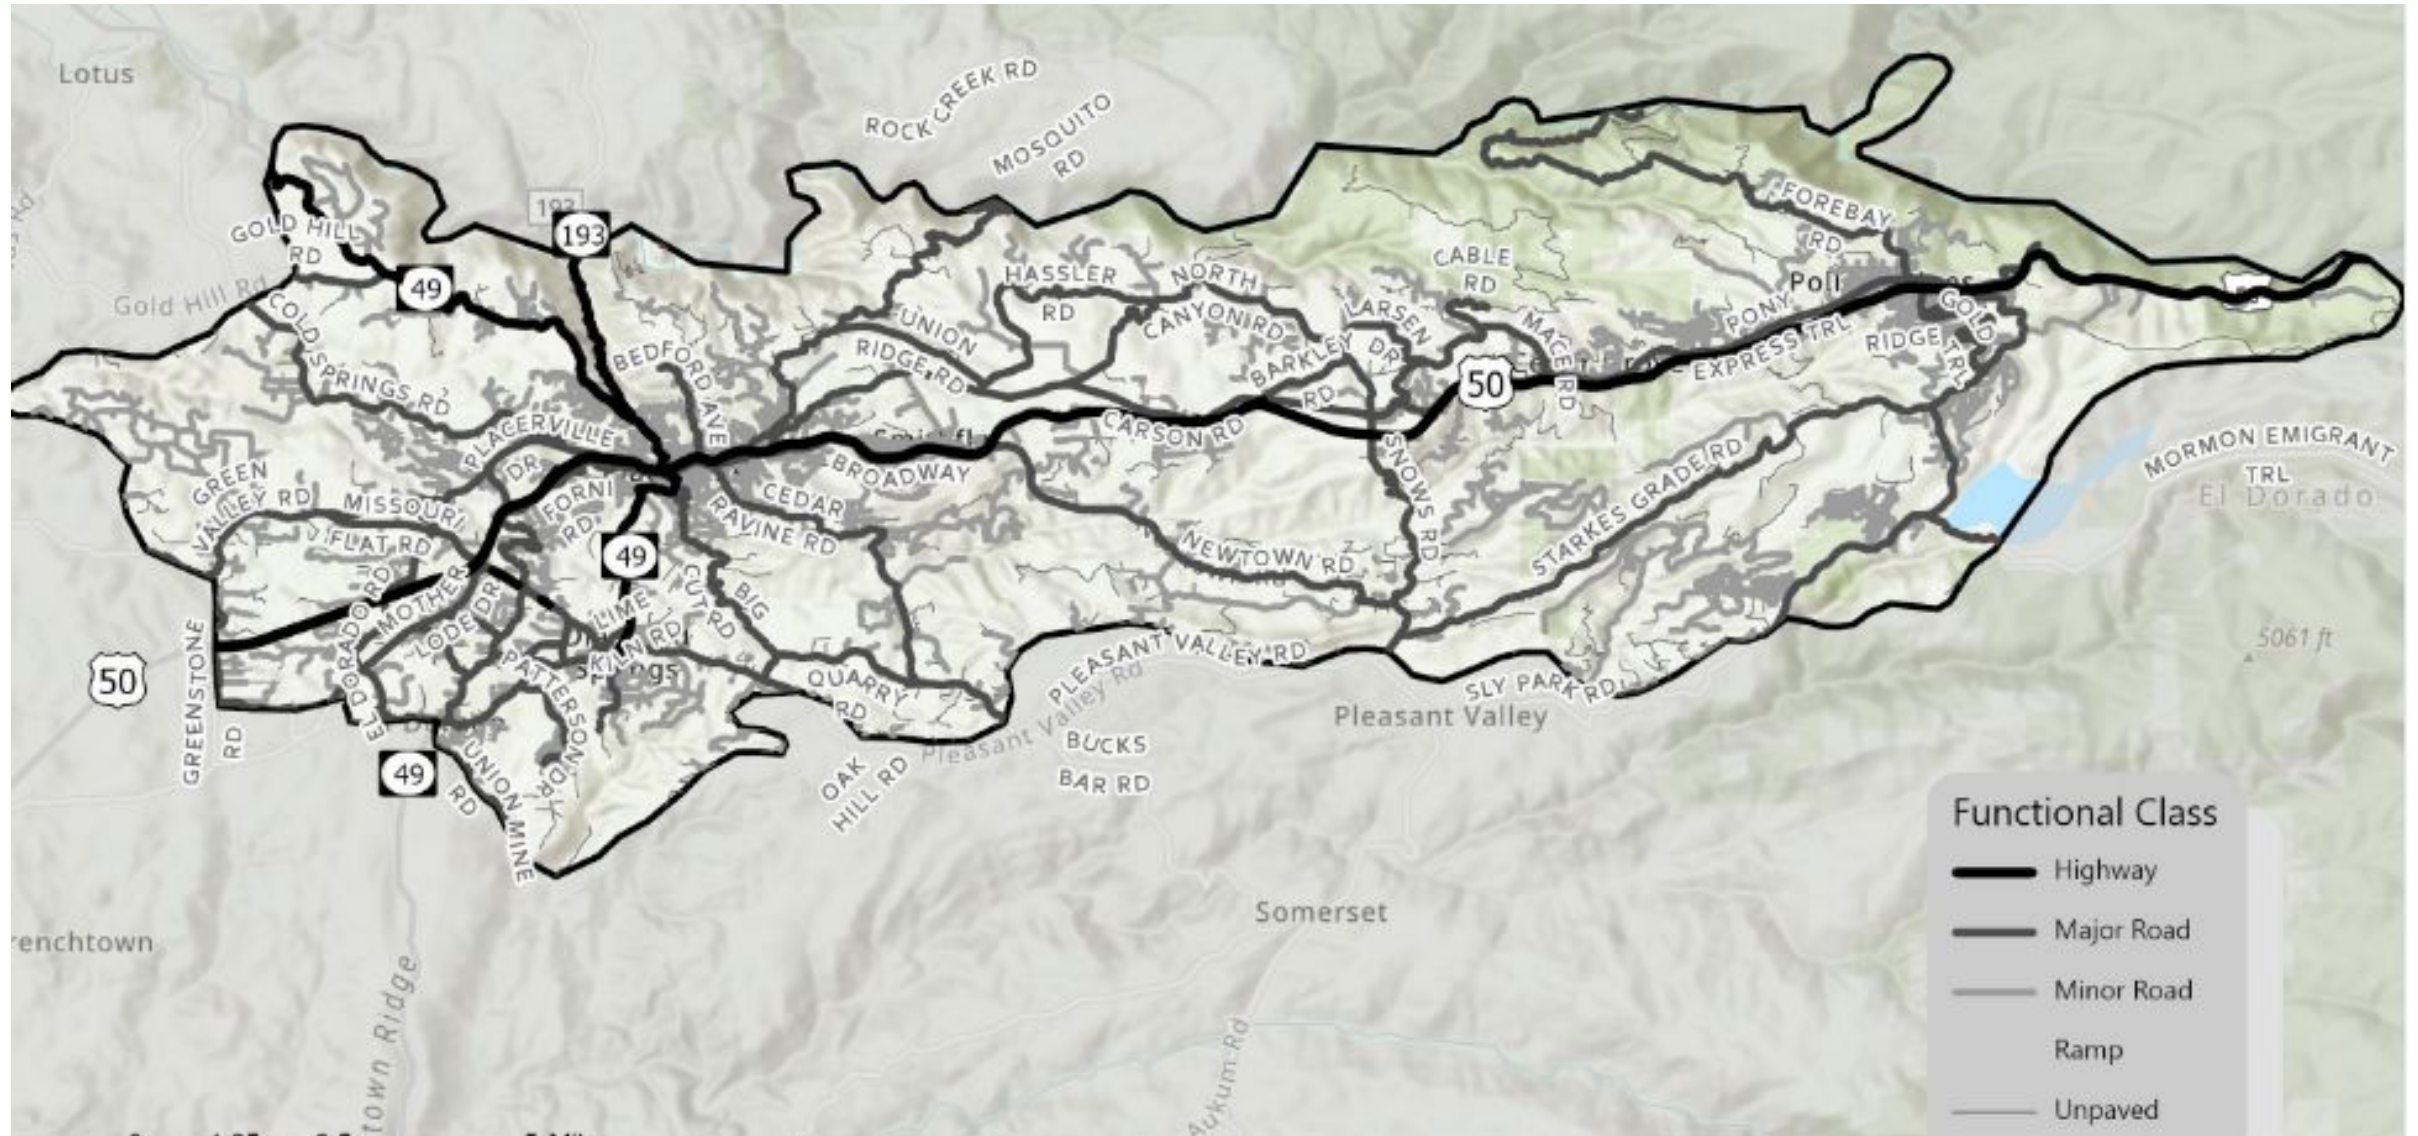 Lotus
ROCK CREEK RD
MOSQUITO
RD
193
193
GOLD HILL
RD
Gold Hill Rd
49
FOREBAY
RD
CABLE
RD
HASSLER
RD
NORTH
CANYON RD
UNION
RIDGE RD
LARSEN
DR
BARKLEY
RD
MACE RD
PONY
EXPRESS TRL
GOLD
RIDGE
TRL
COLD SPRINGS RD
BEDFORD AVE
50
PLACERVILLE
DR
CARSON RD
BROADWAY
GREEN
VALLEY RD
MISSOURI
FLAT RD
FORNI
RD
CEDAR
RAVINE RD
SNOWS RD
STARKES GRADE RD
MORMON EMIGRANT
TRL
El Dorado
49
NEWTOWN RD
MOTHER
LODE DR
EL DORADO RD
LIME
KILN RD
BIG
CUT RD
PATTERSON DR
QUARRY
RD
PLEASANT VALLEY RD
Pleasant Valley Rd
SLY PARK RD
Pleasant Valley
5061 ft
50
GREENSTONE
RD
49
UNION MINE
RD
OAK
HILL RD
BUCKS
BAR RD
Somerset
renchtown
town Ridge
Aukum Rd
Functional Class
Highway
Major Road
Minor Road
Ramp
Unpaved